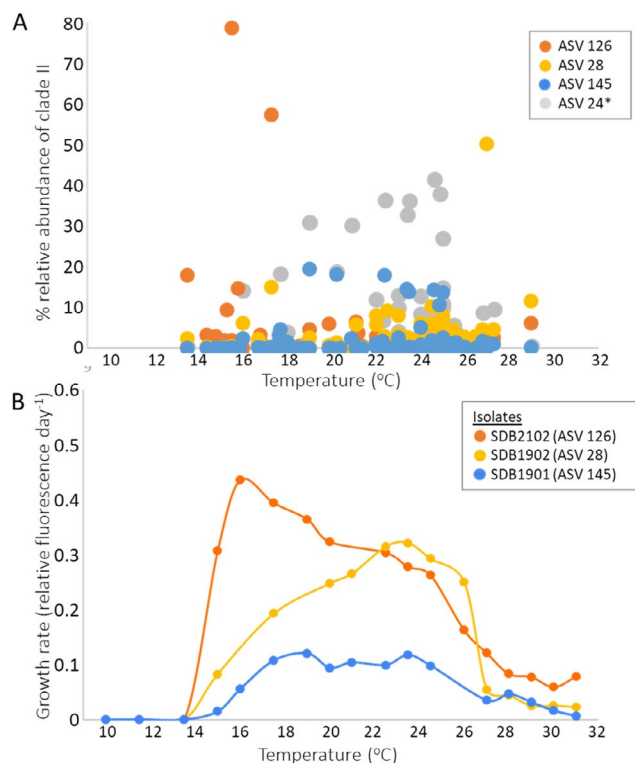 A
% relative abundance of clade II
80
70
60
50
40
30
20
10
0
ASV 126
ASV 28
ASV 145
ASV 24*
9
10 12 14 16 18 20 22 24 26 28 30 32
Temperature (°C)
B
Growth rate (relative fluorescence day-1)
0.6
0.5
0.4
0.3
0.2
0.1
0
Isolates
SDB2102 (ASV 126)
SDB1902 (ASV 28)
SDB1901 (ASV 145)
10 12 14 16 18 20 22 24 26 28 30 32
Temperature (°C)